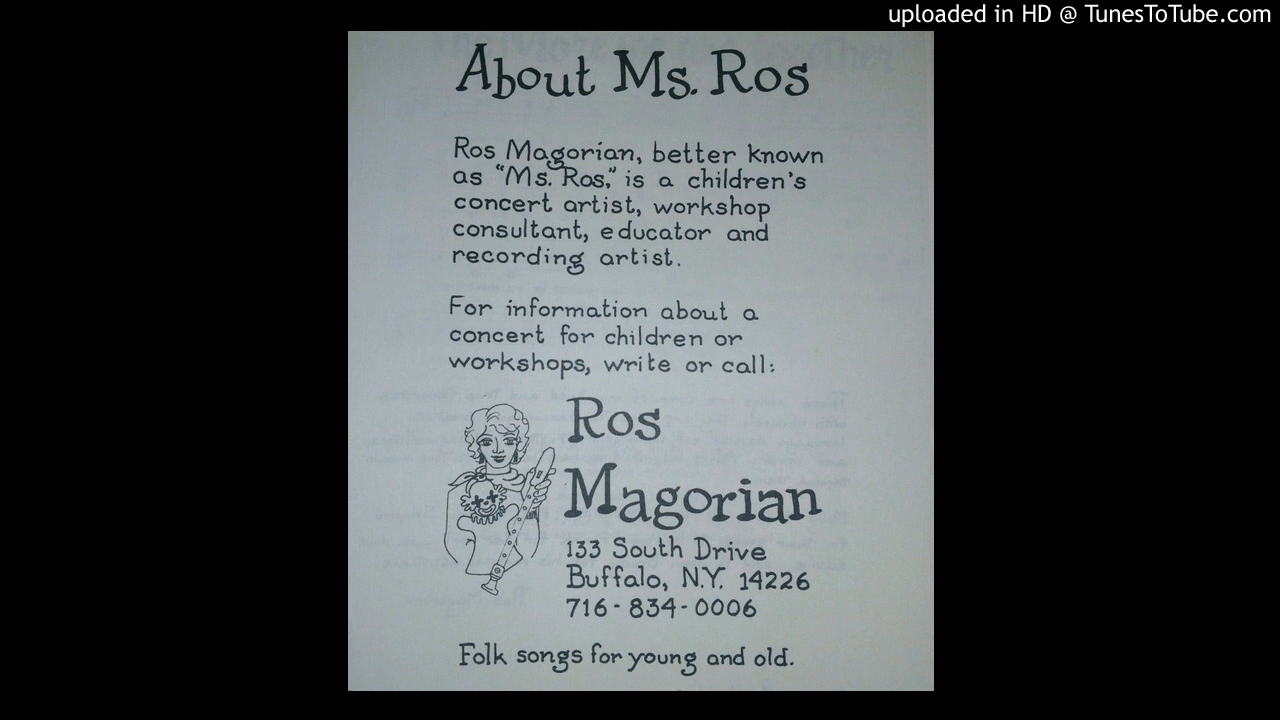 uploaded in HD @ TunesToTube.com
About Ms. Ros
Ros Magorian, better known
as "Ms. Ros," is a children's
concert artist, workshop
consultant, educator and
recording artist.
For information about a
concert for children or
workshops, write or call:
Ros
Magorian
133 South Drive
Buffalo, N.Y. 14226
716-834-0006
Folk songs for young and old.